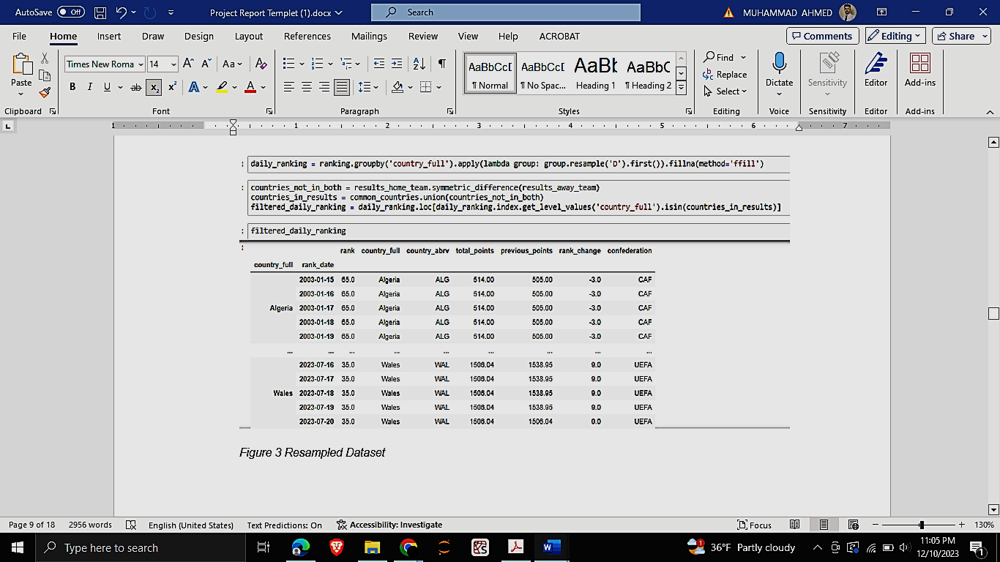 AutoSave Off Project Report Templet (1).docx Search MUHAMMAD AHMED
File Home Insert Draw Design Layout References Mailings Review View Help ACROBAT Comments Editing Share
Paste Times New Roma 14 Aa Find
AaBbCcI AaBbCcI AaBb AaBbC Replace Dictate Sensitivity Editor Add-ins
B I U ab x₂ x² A A ¶ Normal ¶ No Spac... Heading 1 ¶ Heading 2 Select
Clipboard Font Paragraph Styles Editing Voice Sensitivity Editor Add-ins
1 1 2 3 4 5 6 7
: daily_ranking = ranking.groupby('country_full').apply(lambda group: group.resample('D').first()).fillna(method='ffill')
: countries_not_in_both = results_home_team.symmetric_difference(results_away_team)
countries_in_results = common_countries.union(countries_not_in_both)
filtered_daily_ranking = daily_ranking.loc[daily_ranking.index.get_level_values('country_full').isin(countries_in_results)]
: filtered_daily_ranking
: rank country_full country_abrv total_points previous_points rank_change confederation
country_full rank_date
2003-01-15 65.0 Algeria ALG 514.00 505.00 -3.0 CAF
2003-01-16 65.0 Algeria ALG 514.00 505.00 -3.0 CAF
Algeria 2003-01-17 65.0 Algeria ALG 514.00 505.00 -3.0 CAF
2003-01-18 65.0 Algeria ALG 514.00 505.00 -3.0 CAF
2003-01-19 65.0 Algeria ALG 514.00 505.00 -3.0 CAF
... ... ... ... ... ... ... ... ...
2023-07-16 35.0 Wales WAL 1506.04 1538.95 9.0 UEFA
2023-07-17 35.0 Wales WAL 1506.04 1538.95 9.0 UEFA
Wales 2023-07-18 35.0 Wales WAL 1506.04 1538.95 9.0 UEFA
2023-07-19 35.0 Wales WAL 1506.04 1538.95 9.0 UEFA
2023-07-20 35.0 Wales WAL 1506.04 1506.04 0.0 UEFA
Figure 3 Resampled Dataset
Page 9 of 18 2956 words English (United States) Text Predictions: On Accessibility: Investigate Focus 130%
Type here to search 36°F Partly cloudy 11:05 PM
12/10/2023